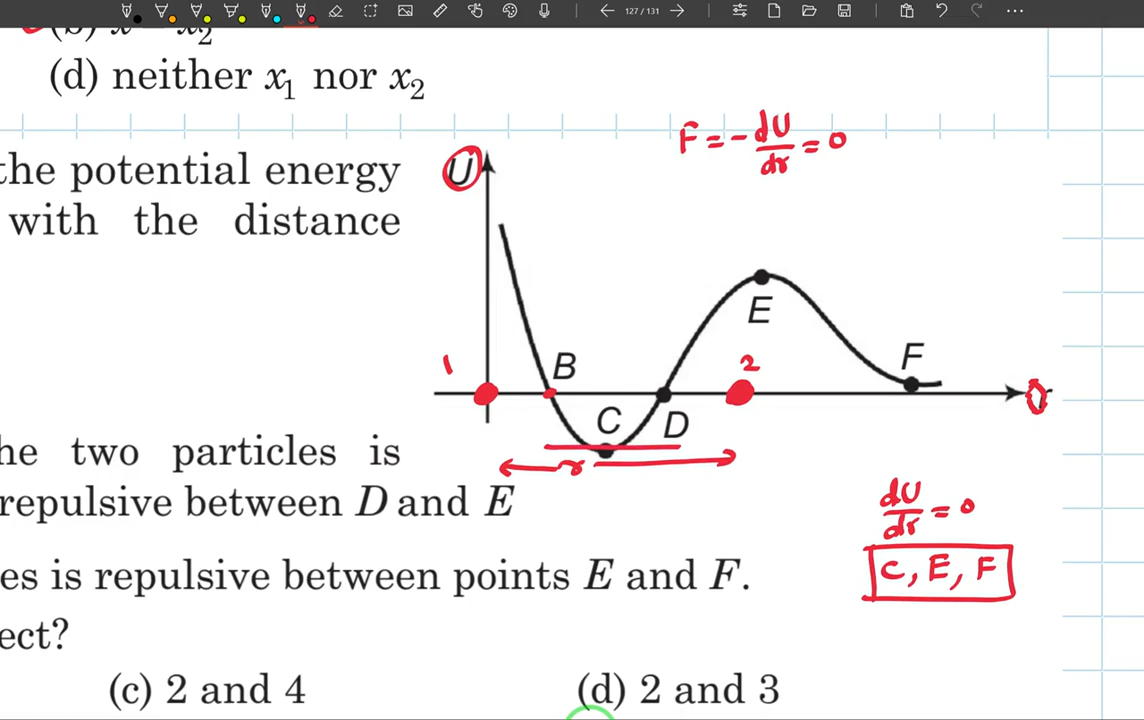 127 / 131
(d) neither x₁ nor x₂
F = - dU/dr = 0
the potential energy
with the distance
U
E
1
B
2
F
C
D
r
he two particles is
repulsive between D and E
dU/dr = 0
C, E, F
es is repulsive between points E and F.
ect?
(c) 2 and 4
(d) 2 and 3